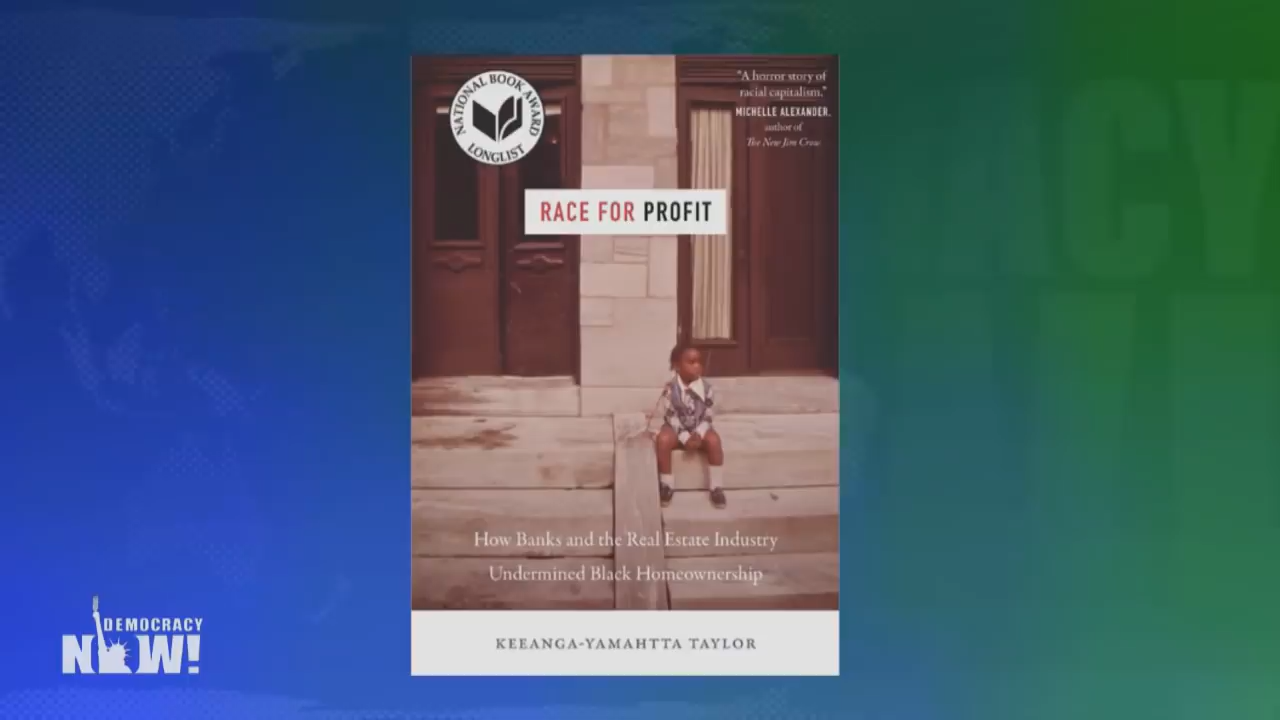 NATIONAL BOOK AWARD
LONGLIST
"A horror story of
racial capitalism."
MICHELLE ALEXANDER,
author of
The New Jim Crow
RACE FOR PROFIT
How Banks and the Real Estate Industry
Undermined Black Homeownership
KEEANGA-YAMAHTTA TAYLOR
DEMOCRACY
NOW!
ACY